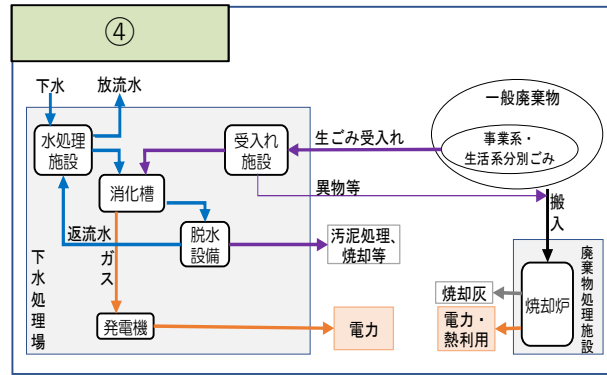 ④
下水
放流水
水処理
施設
受入れ
施設
生ごみ受入れ
一般廃棄物
事業系・
生活系分別ごみ
消化槽
異物等
搬入
返流水
ガス
脱水
設備
汚泥処理、
焼却等
下水処理場
発電機
電力
焼却灰
電力・
熱利用
焼却炉
廃棄物処理施設